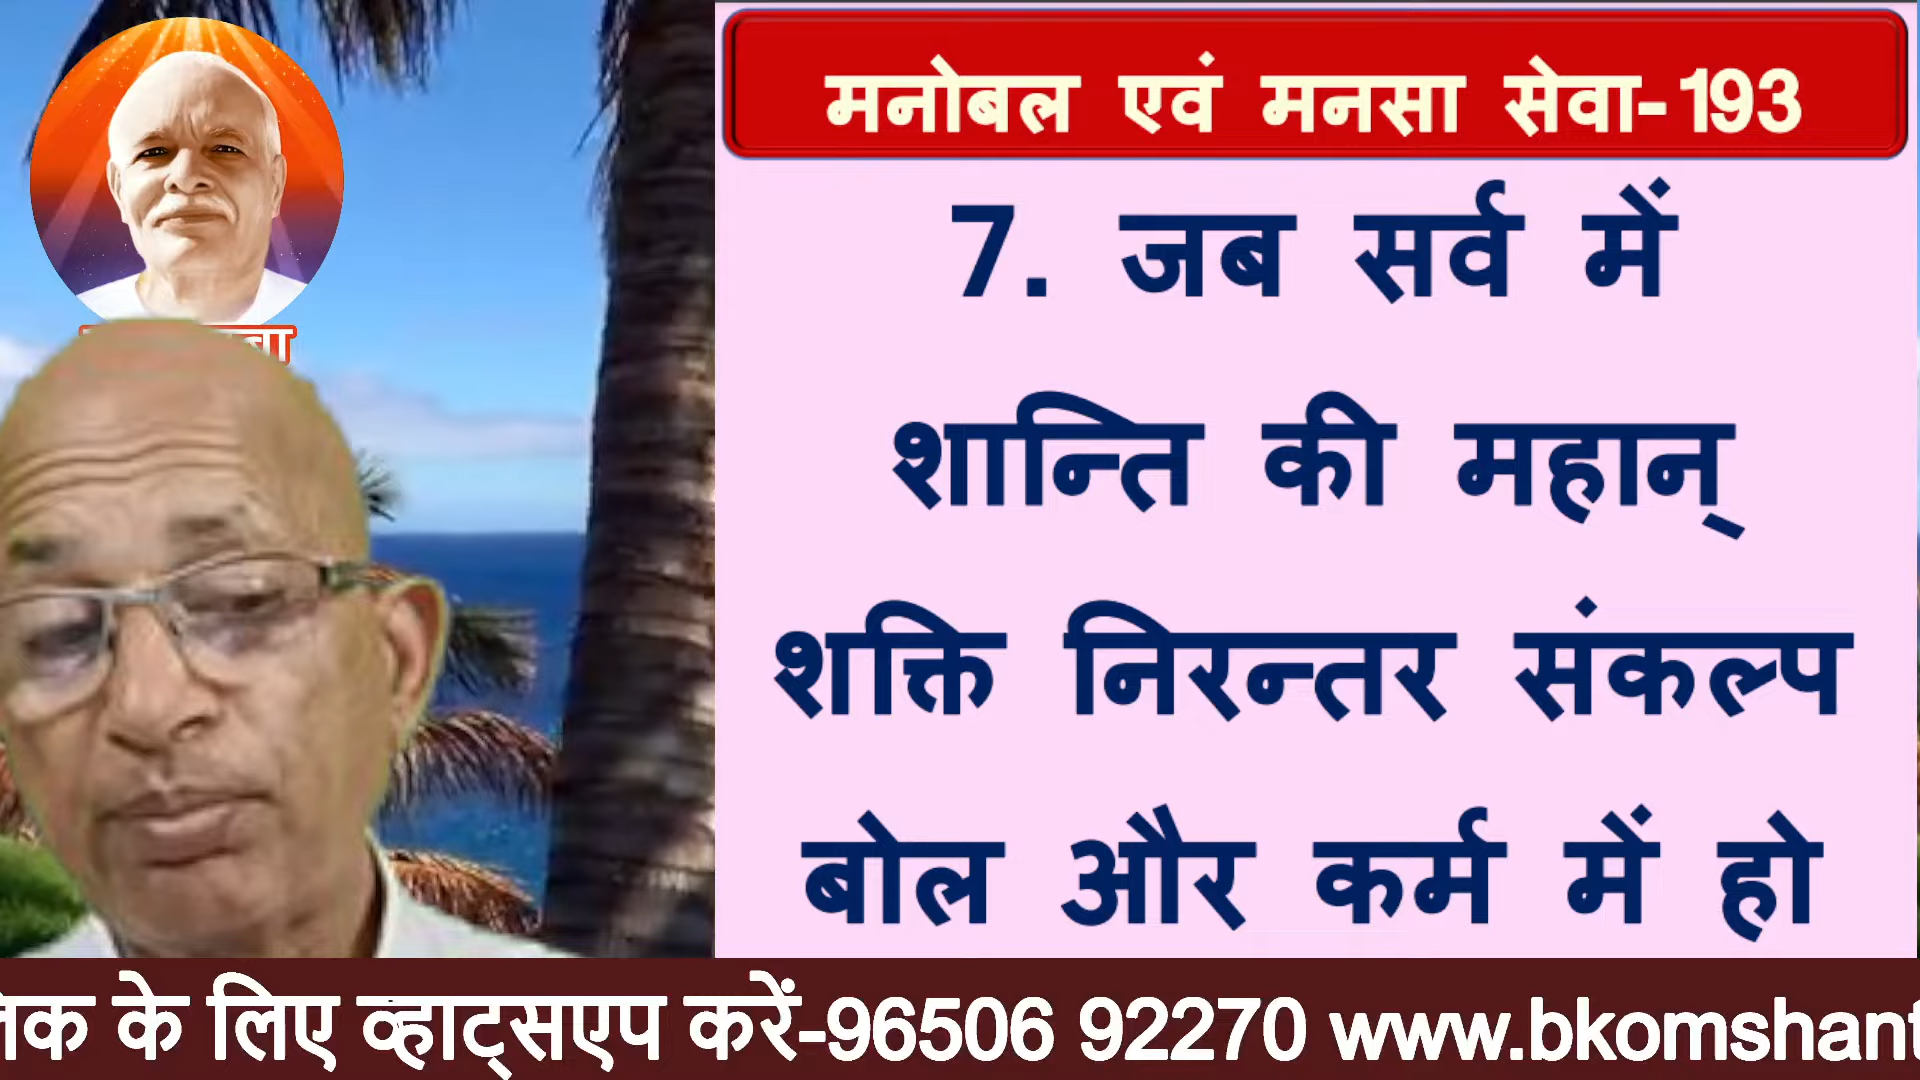 मनोबल एवं मनसा सेवा-193
7. जब सर्व में
शान्ति की महान्
शक्ति निरन्तर संकल्प
बोल और कर्म में हो
के लिए व्हाट्सएप करें-96506 92270 www.bkomshant